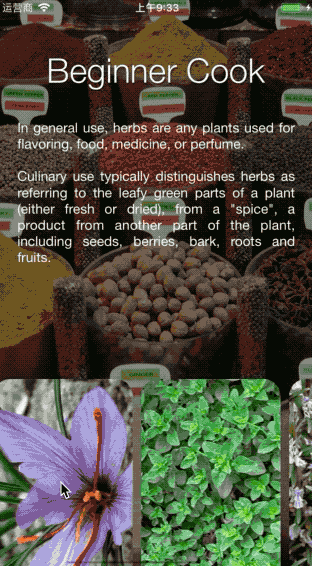 运营商 上午9:33
Beginner Cook
In general use, herbs are any plants used for
flavoring, food, medicine, or perfume.
Culinary use typically distinguishes herbs as
referring to the leafy green parts of a plant
(either fresh or dried), from a "spice", a
product from another part of the plant,
including seeds, berries, bark, roots and
fruits.